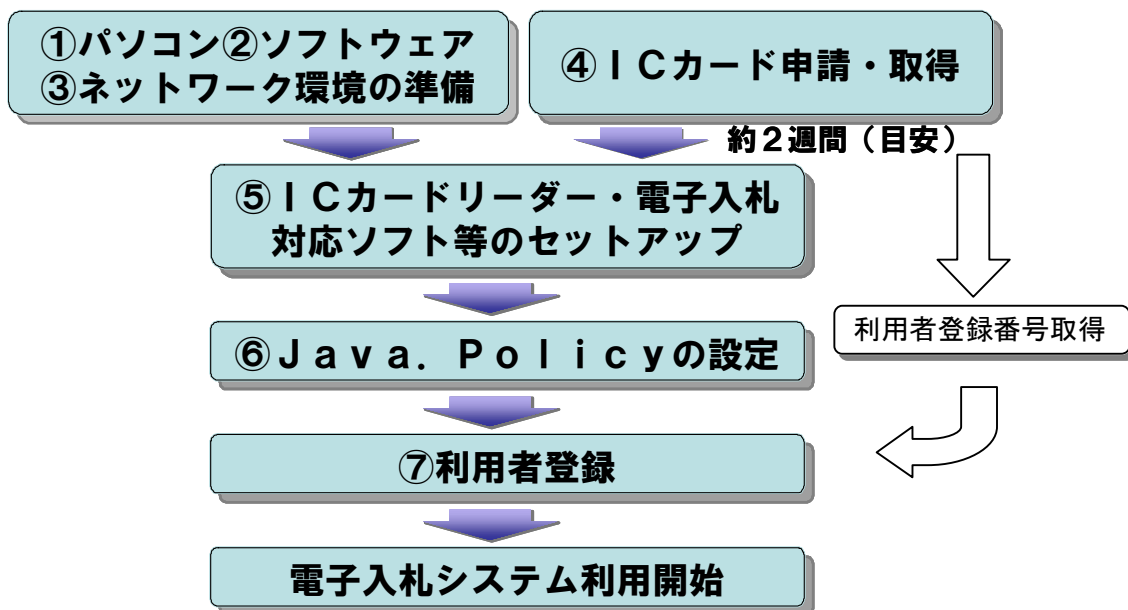 ①パソコン②ソフトウェア
③ネットワーク環境の準備
④ＩＣカード申請・取得
約２週間（目安）
⑤ＩＣカードリーダー・電子入札
対応ソフト等のセットアップ
利用者登録番号取得
⑥Ｊａｖａ．Ｐｏｌｉｃｙの設定
⑦利用者登録
電子入札システム利用開始